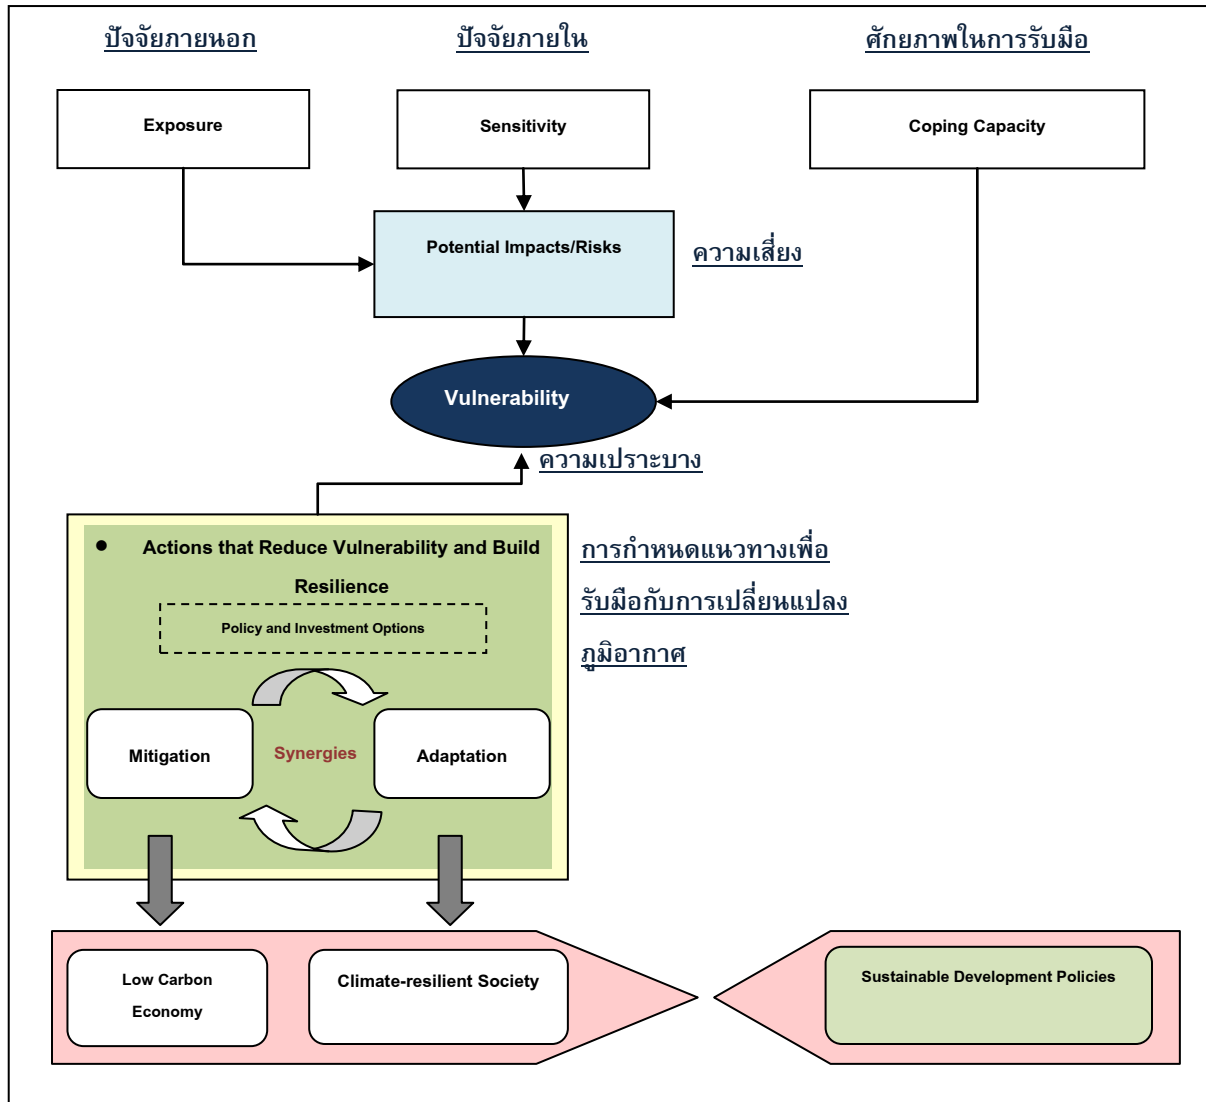 ปัจจัยภายนอก
ปัจจัยภายใน
ศักยภาพในการรับมือ
Exposure
Sensitivity
Coping Capacity
Potential Impacts/Risks
ความเสี่ยง
Vulnerability
ความเปราะบาง
• Actions that Reduce Vulnerability and Build
Resilience
Policy and Investment Options
การกำหนดแนวทางเพื่อ
รับมือกับการเปลี่ยนแปลง
ภูมิอากาศ
Mitigation
Synergies
Adaptation
Low Carbon
Economy
Climate-resilient Society
Sustainable Development Policies